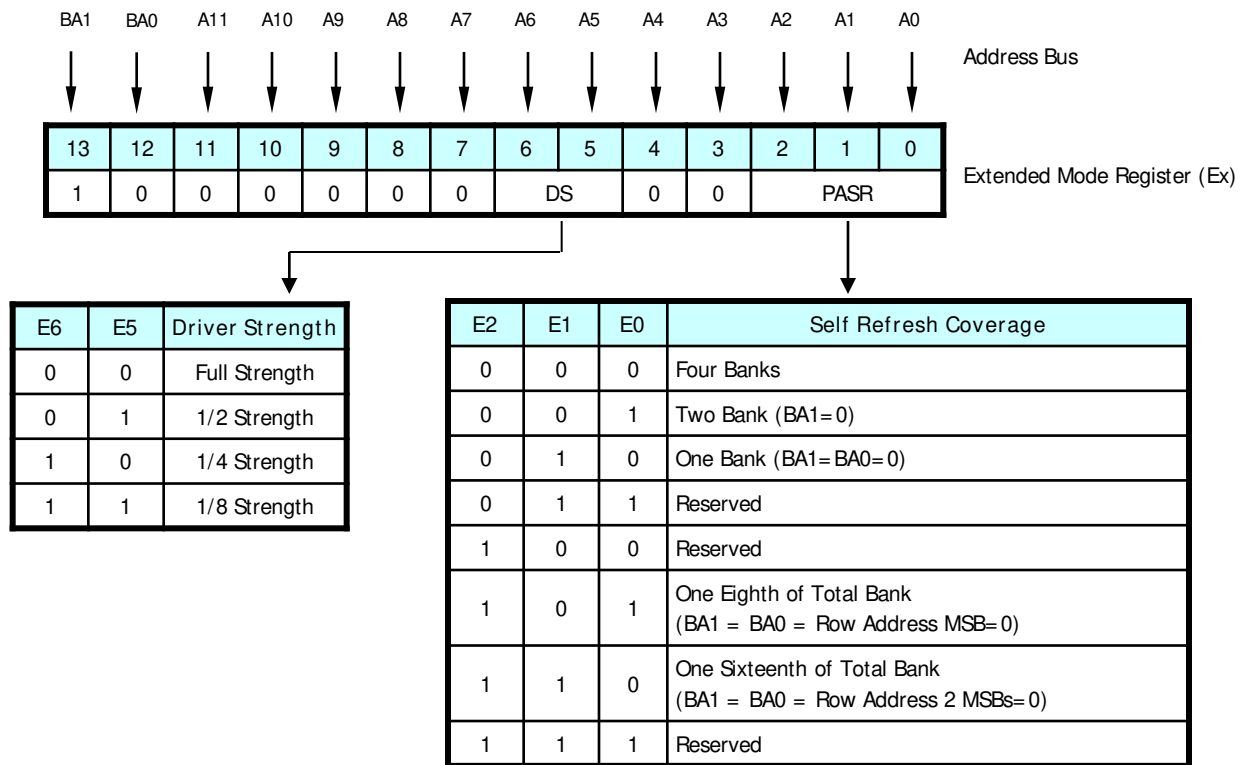 BA1 BA0 A11 A10 A9 A8 A7 A6 A5 A4 A3 A2 A1 A0
Address Bus
13 12 11 10 9 8 7 6 5 4 3 2 1 0
1 0 0 0 0 0 0 DS 0 0 PASR
Extended Mode Register (Ex)
E6 E5 Driver Strength
0 0 Full Strength
0 1 1/2 Strength
1 0 1/4 Strength
1 1 1/8 Strength
E2 E1 E0 Self Refresh Coverage
0 0 0 Four Banks
0 0 1 Two Bank (BA1=0)
0 1 0 One Bank (BA1=BA0=0)
0 1 1 Reserved
1 0 0 Reserved
1 0 1 One Eighth of Total Bank
(BA1 = BA0 = Row Address MSB=0)
1 1 0 One Sixteenth of Total Bank
(BA1 = BA0 = Row Address 2 MSBs=0)
1 1 1 Reserved